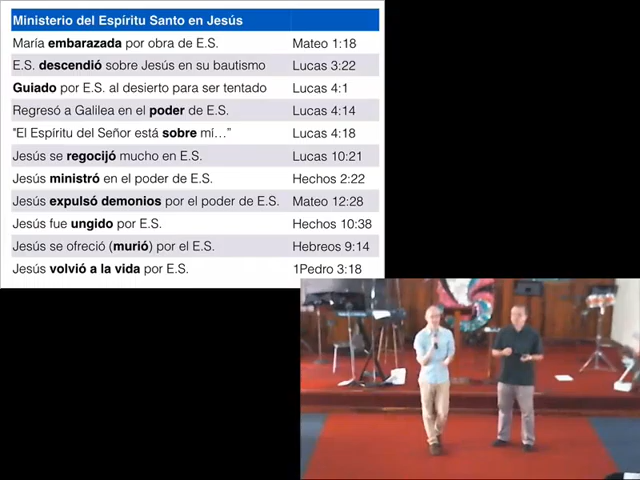 Ministerio del Espíritu Santo en Jesús
María embarazada por obra de E.S. Mateo 1:18
E.S. descendió sobre Jesús en su bautismo Lucas 3:22
Guiado por E.S. al desierto para ser tentado Lucas 4:1
Regresó a Galilea en el poder de E.S. Lucas 4:14
"El Espíritu del Señor está sobre mí…” Lucas 4:18
Jesús se regocijó mucho en E.S. Lucas 10:21
Jesús ministró en el poder de E.S. Hechos 2:22
Jesús expulsó demonios por el poder de E.S. Mateo 12:28
Jesús fue ungido por E.S. Hechos 10:38
Jesús se ofreció (murió) por el E.S. Hebreos 9:14
Jesús volvió a la vida por E.S. 1Pedro 3:18